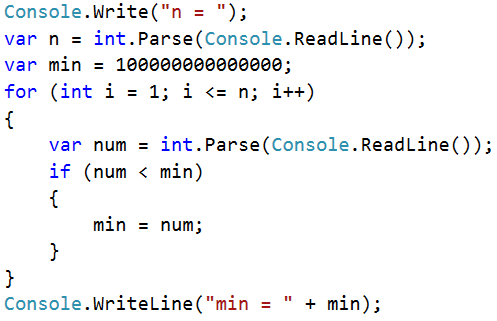 Console.Write("n = ");
var n = int.Parse(Console.ReadLine());
var min = 100000000000000;
for (int i = 1; i <= n; i++)
{
    var num = int.Parse(Console.ReadLine());
    if (num < min)
    {
        min = num;
    }
}
Console.WriteLine("min = " + min);